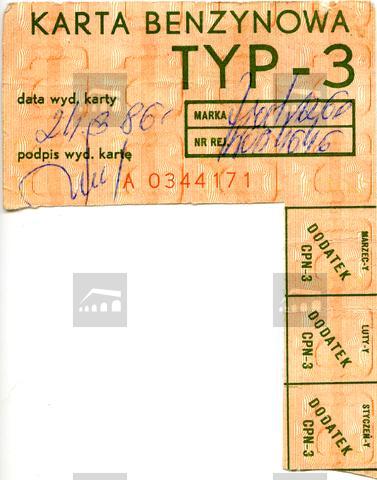 KARTA BENZYNOWA
TYP-3
data wyd. karty
MARKA
NR REJ.
podpis wyd. kartę
A 0344171
DODATEK
CPN-3
MARZEC-Y
DODATEK
CPN-3
LUTY-Y
DODATEK
CPN-3
STYCZEŃ-Y